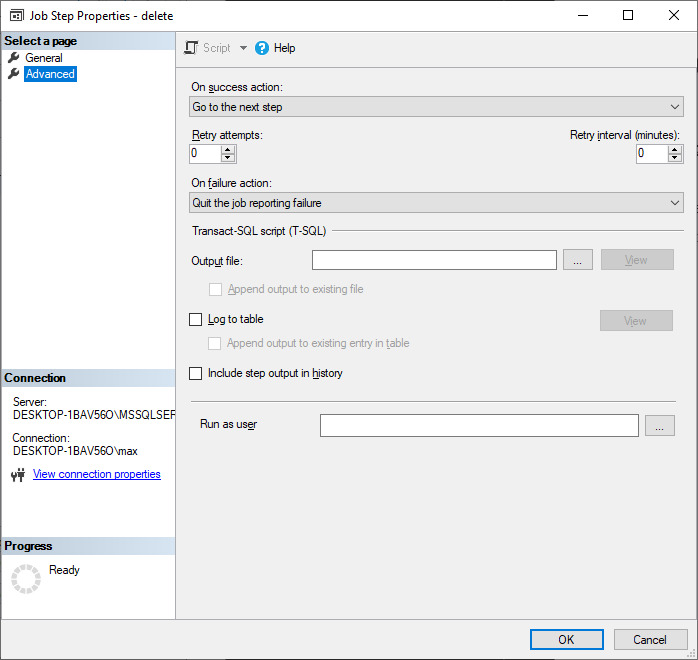 Job Step Properties - delete
Select a page
General
Advanced
Script
Help
On success action:
Go to the next step
Retry attempts:
Retry interval (minutes):
0
0
On failure action:
Quit the job reporting failure
Transact-SQL script (T-SQL)
Output file:
...
View
Append output to existing file
Log to table
View
Append output to existing entry in table
Include step output in history
Run as user
...
Connection
Server:
DESKTOP-1BAV56O\MSSQLSEF
Connection:
DESKTOP-1BAV56O\max
View connection properties
Progress
Ready
OK
Cancel